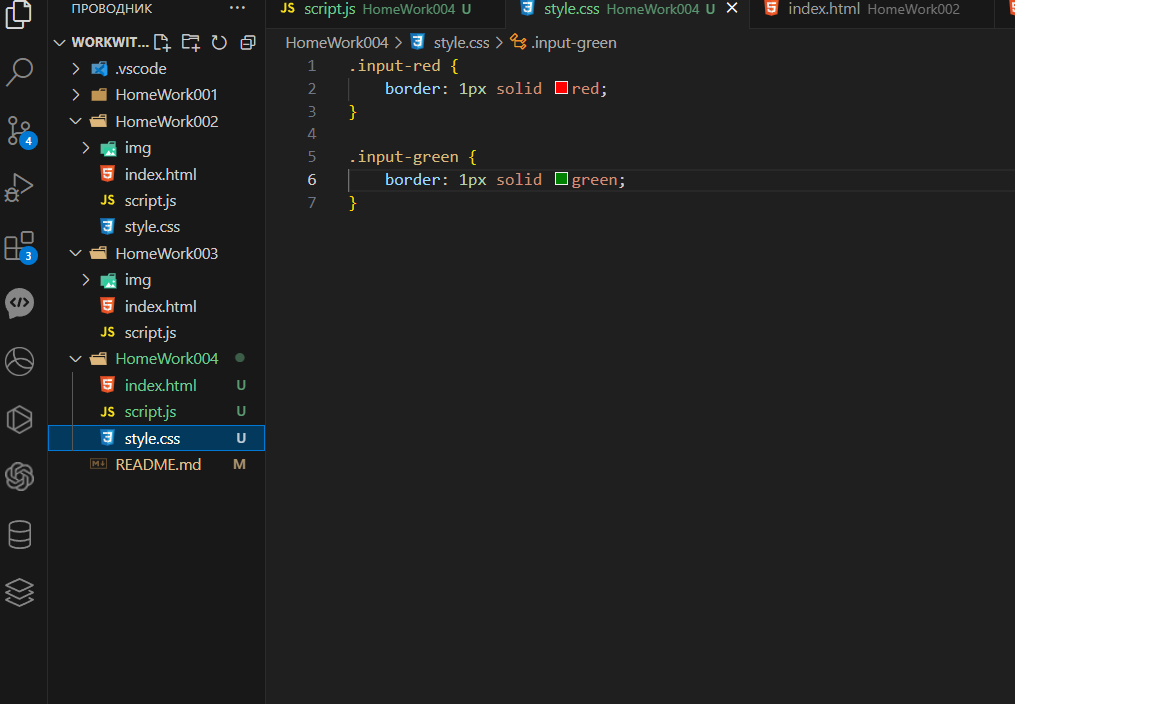 ПРОВОДНИК ...
JS script.js HomeWork004 U style.css HomeWork004 U index.html HomeWork002
WORKWIT...
.vscode
HomeWork001
HomeWork002
img
index.html
JS script.js
style.css
HomeWork003
img
index.html
JS script.js
HomeWork004
index.html U
JS script.js U
style.css U
README.md M
4
3
HomeWork004 > style.css > .input-green
1 .input-red {
2 border: 1px solid red;
3 }
4
5 .input-green {
6 border: 1px solid green;
7 }